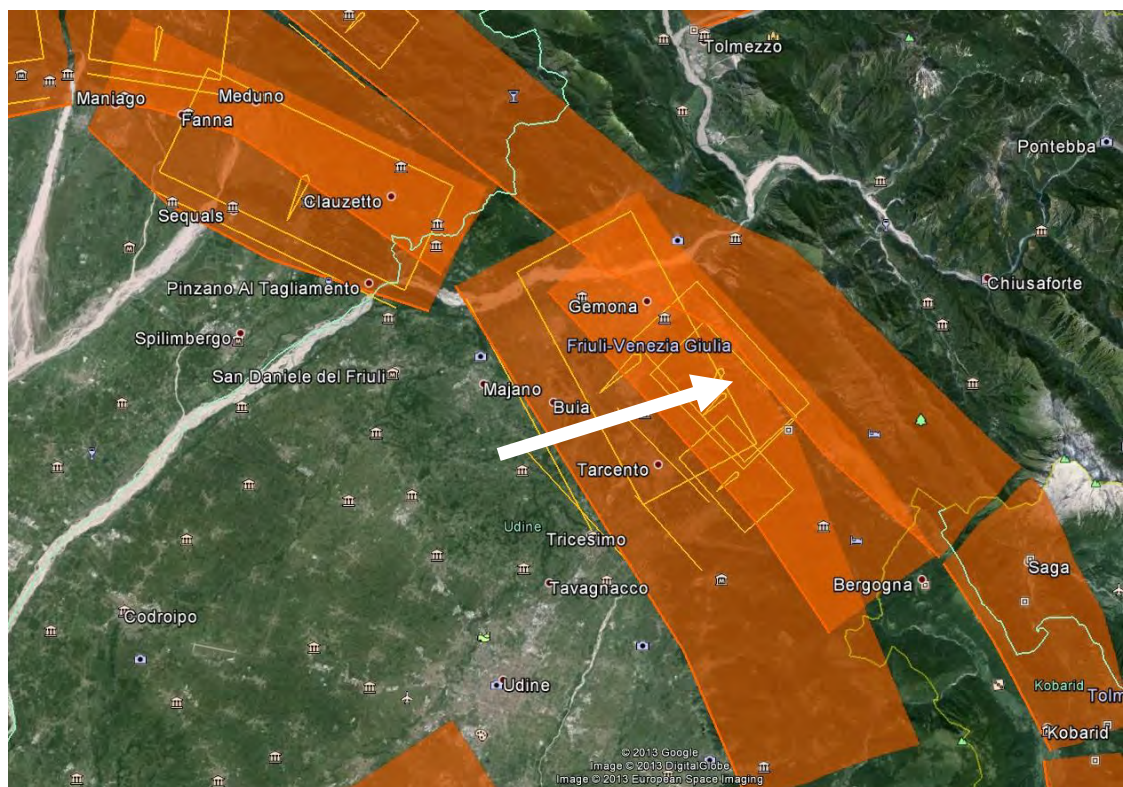 Tolmezzo
Maniago
Meduno
Fanna
Pontebba
Clauzetto
Sequals
Chiusaforte
Pinzano Al Tagliamento
Gemona
Spilimbergo
Friuli-Venezia Giulia
San Daniele del Friuli
Majano
Buia
Tarcento
Udine
Tricesimo
Saga
Tavagnacco
Bergogna
Codroipo
Udine
Kobarid
Tolm
Kobarid
© 2013 Google
Image © 2013 DigitalGlobe
Image © 2013 European Space Imaging